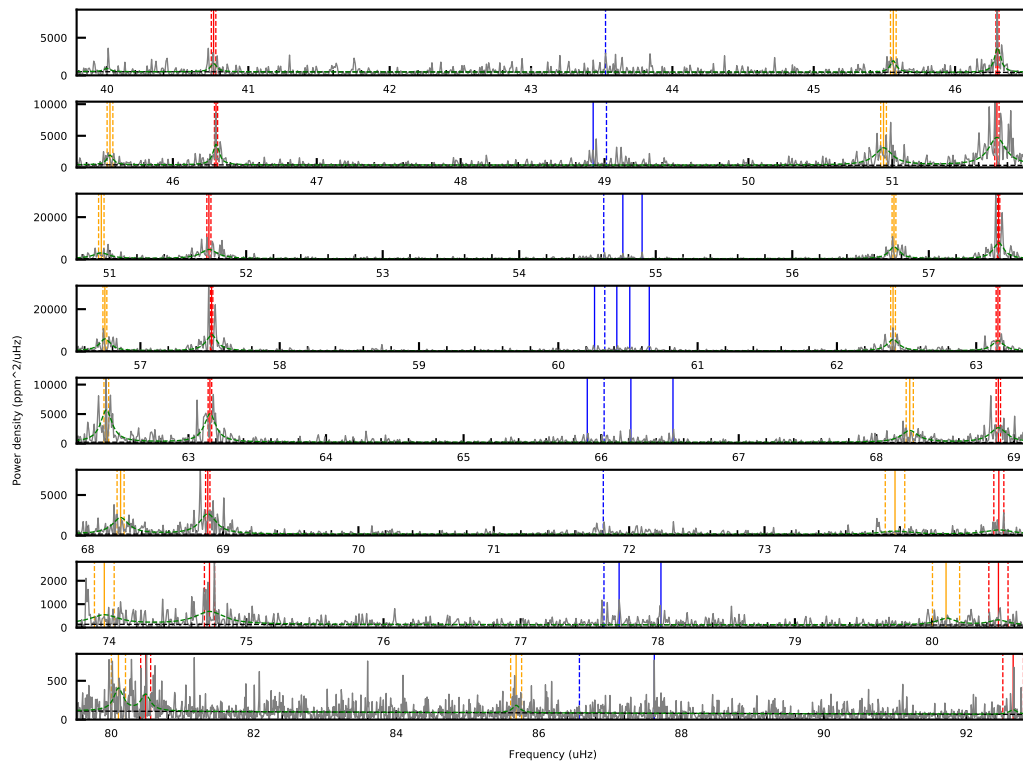 5000
0
40 41 42 43 44 45 46
10000
5000
0
46 47 48 49 50 51
20000
0
51 52 53 54 55 56 57
20000
0
57 58 59 60 61 62 63
10000
5000
0
63 64 65 66 67 68 69
5000
0
68 69 70 71 72 73 74
2000
1000
0
74 75 76 77 78 79 80
500
0
80 82 84 86 88 90 92
Power density (ppm^2/uHz)
Frequency (uHz)